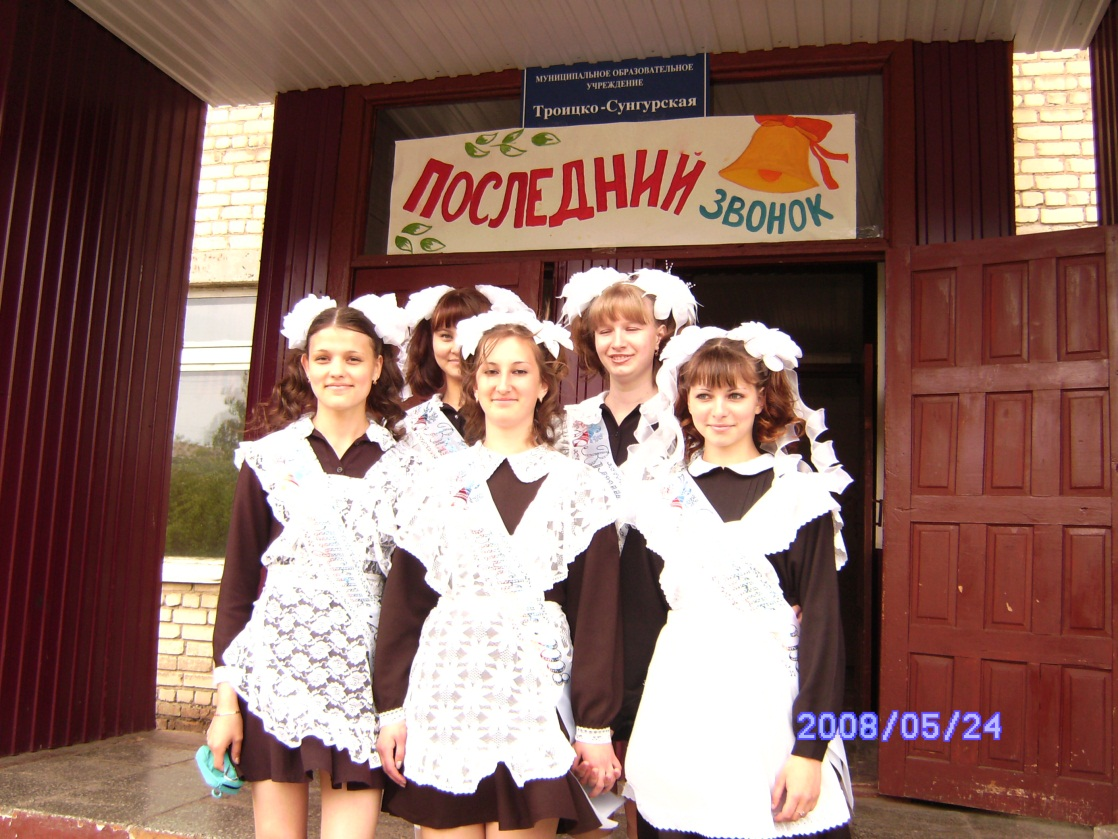 МУНИЦИПАЛЬНОЕ ОБРАЗОВАТЕЛЬНОЕ
УЧРЕЖДЕНИЕ
Троицко-Сунгурская
ПОСЛЕДНИЙ
ЗВОНОК
2008/05/24